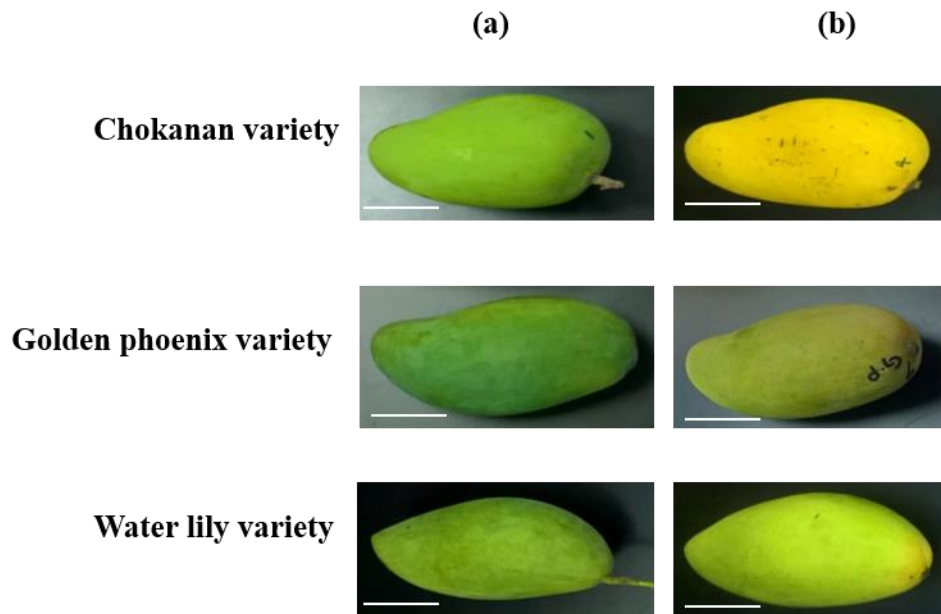 (a) (b)
Chokanan variety
Golden phoenix variety
Water lily variety